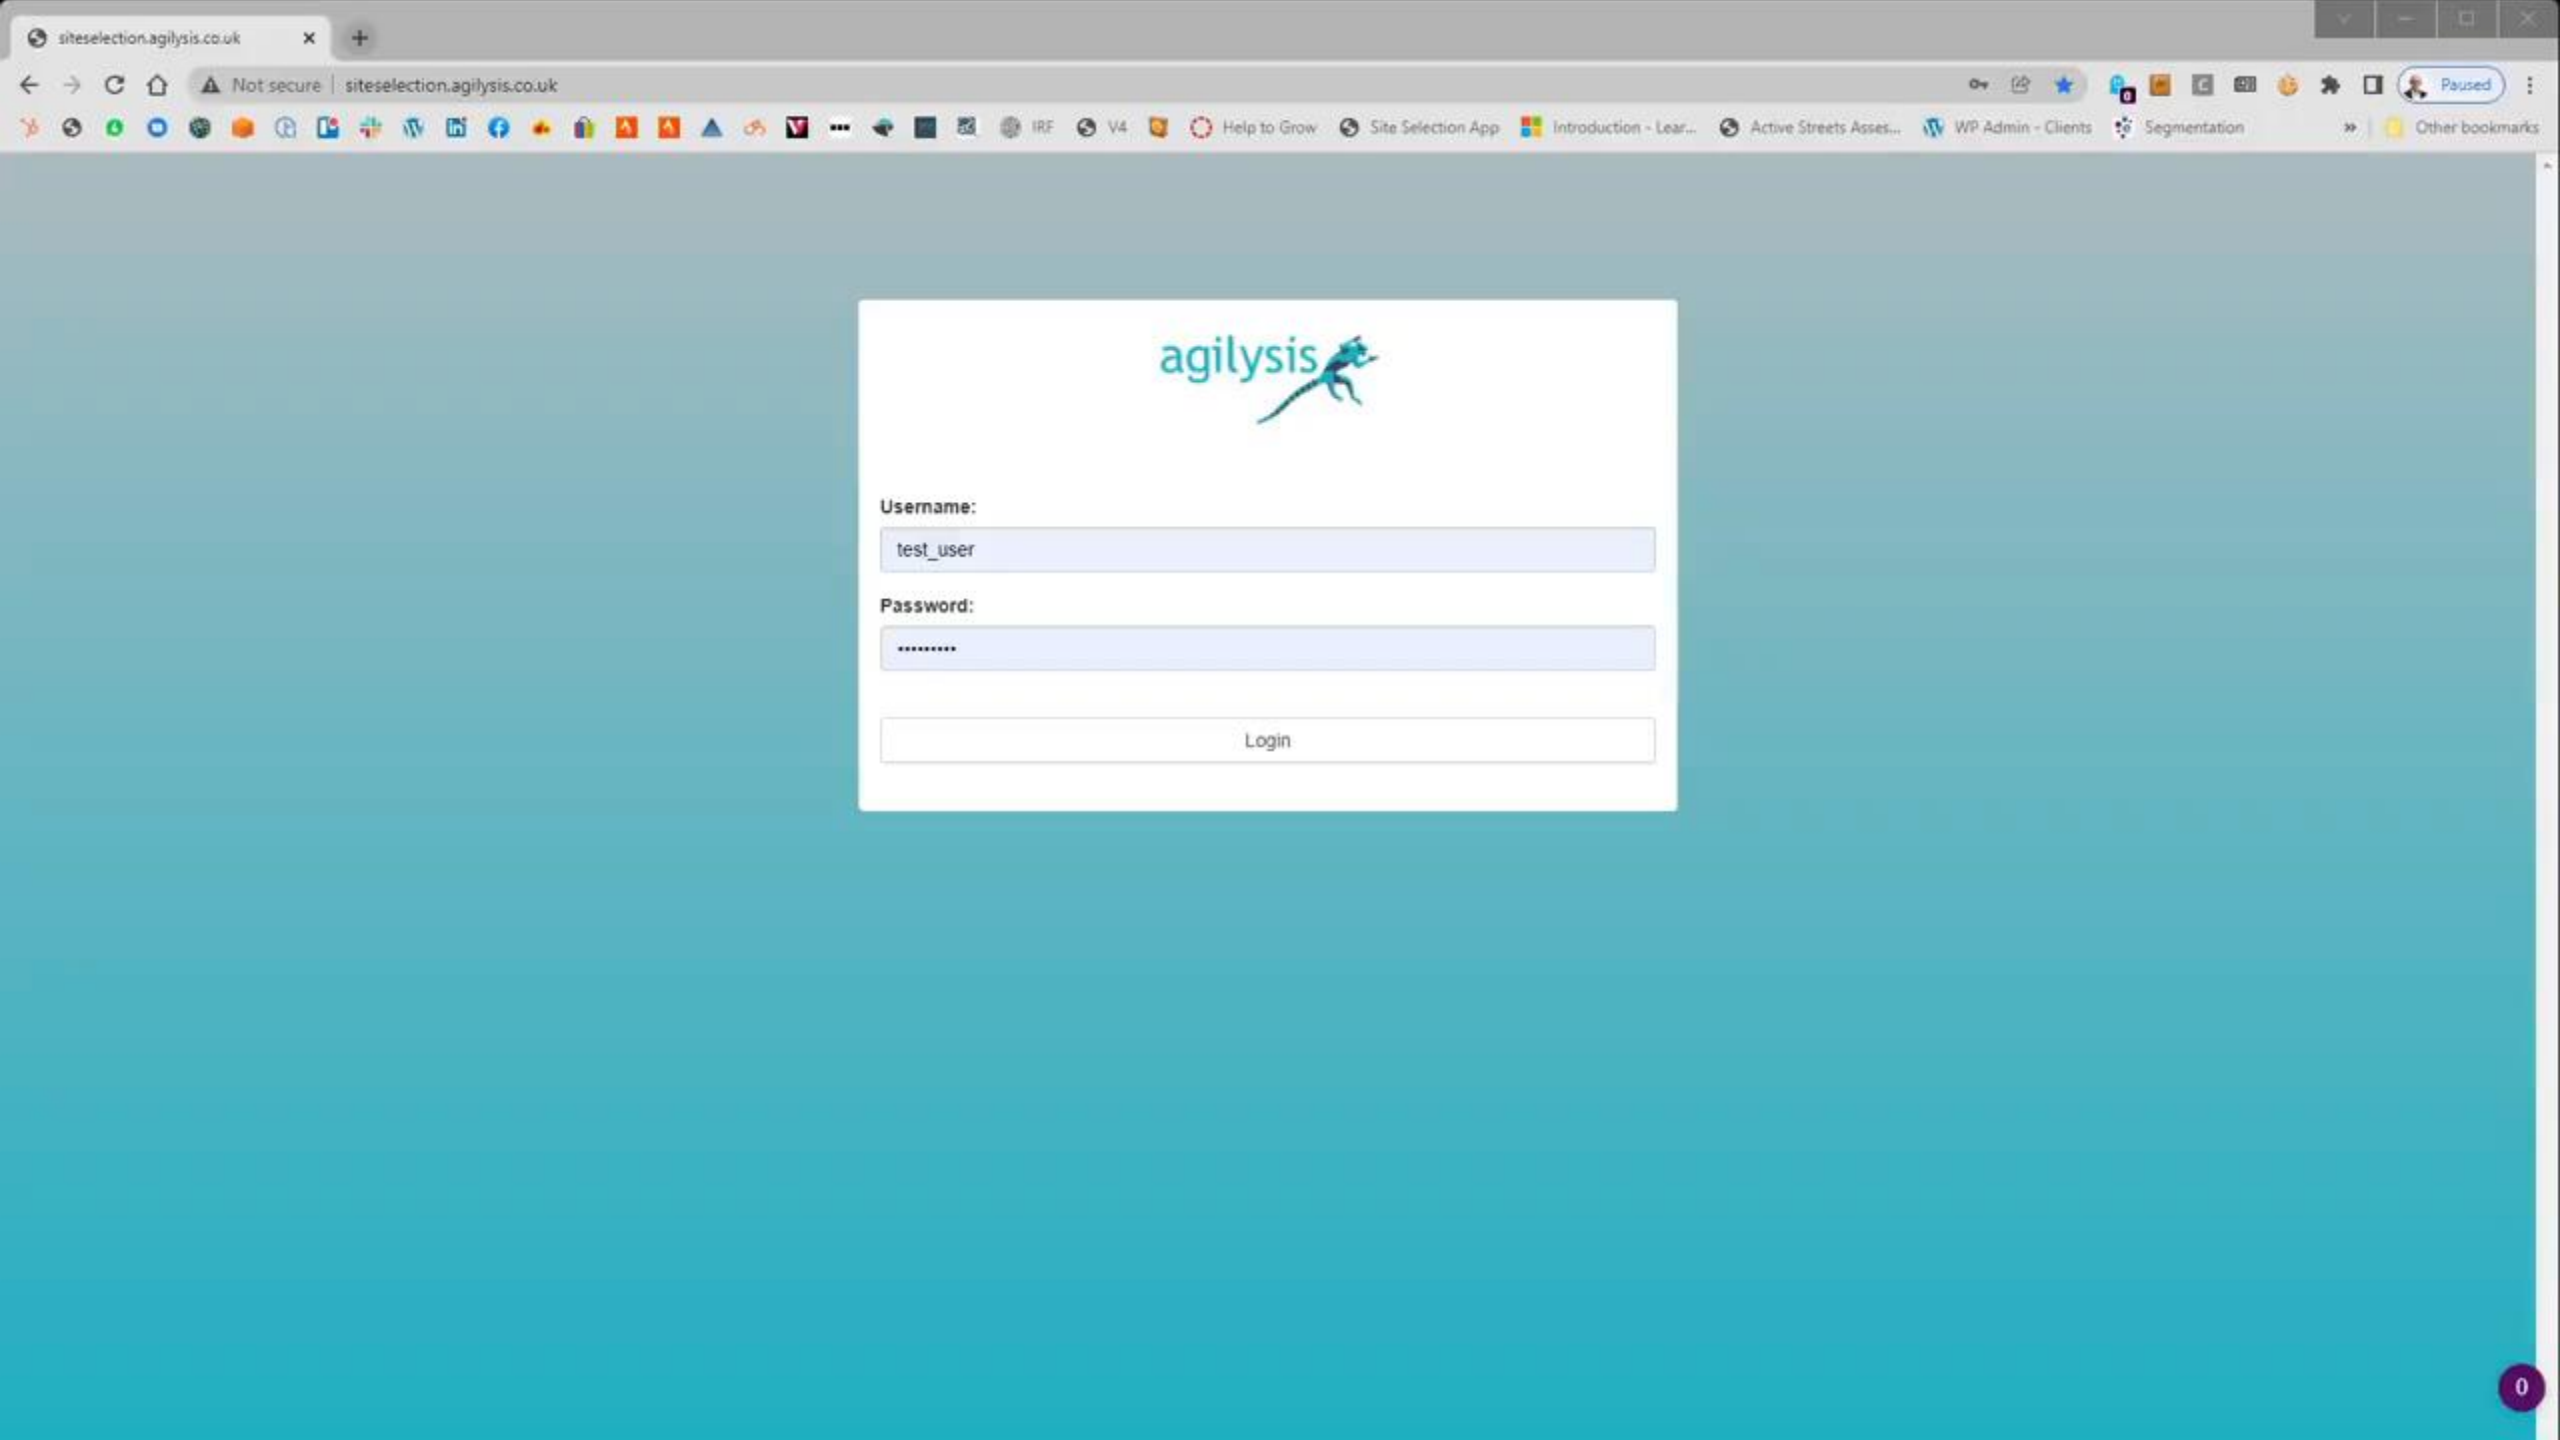 siteselection.agilysis.co.uk
Not secure siteselection.agilysis.co.uk
Paused
IRF V4 Help to Grow Site Selection App Introduction - Lear... Active Streets Asses... WP Admin - Clients Segmentation » Other bookmarks
agilysis
Username:
test_user
Password:
•••••••••
Login
0